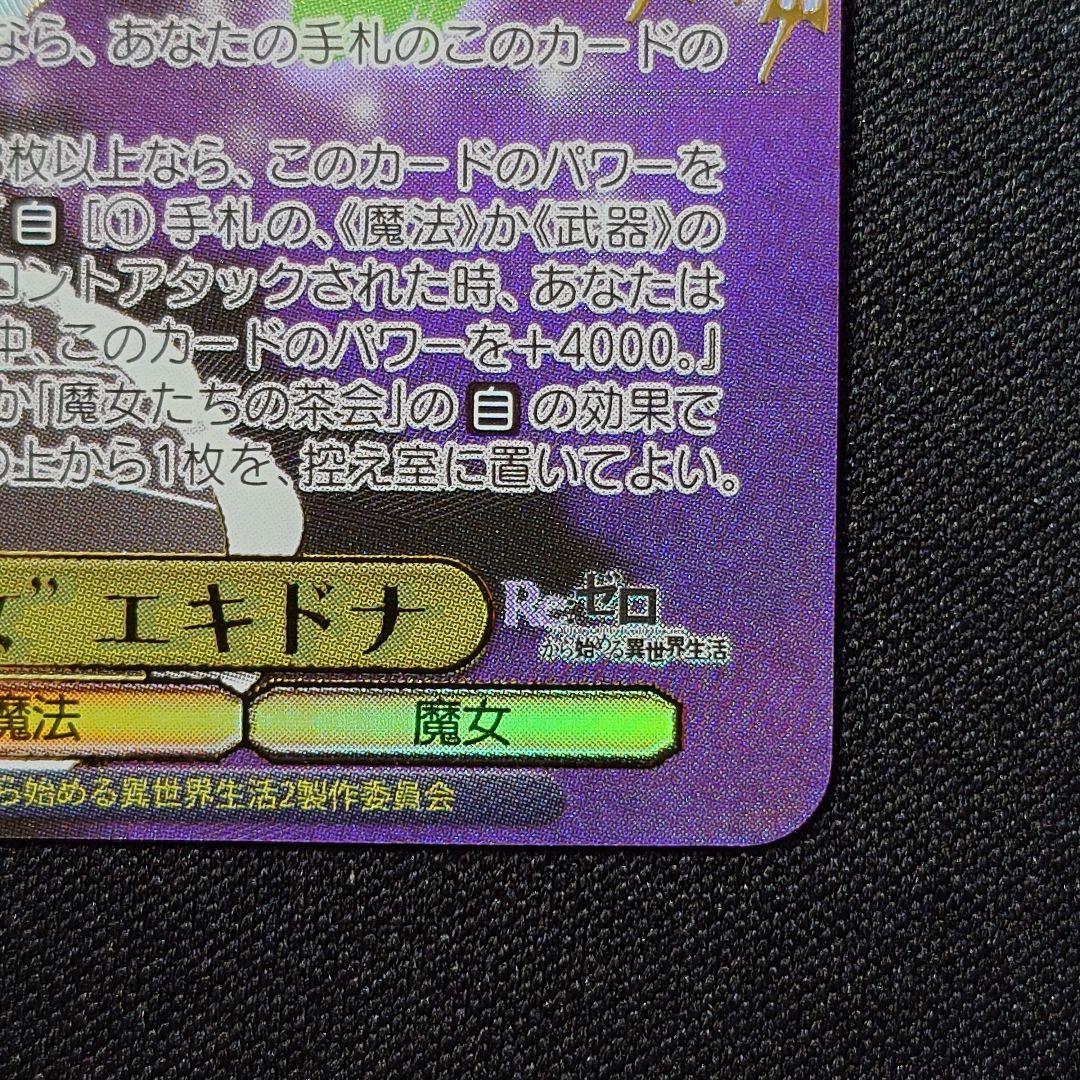 なら、あなたの手札のこのカードの
枚以上なら、このカードのパワーを
自 [① 手札の、《魔法》か《武器》の
ロントアタックされた時、あなたは
中、このカードのパワーを+4000。』
か「魔女たちの茶会」の 自 の効果で
の上から1枚を、控え室に置いてよい。
女” エキドナ
Re:ゼロ
から始める異世界生活
魔法
魔女
ら始める異世界生活2製作委員会